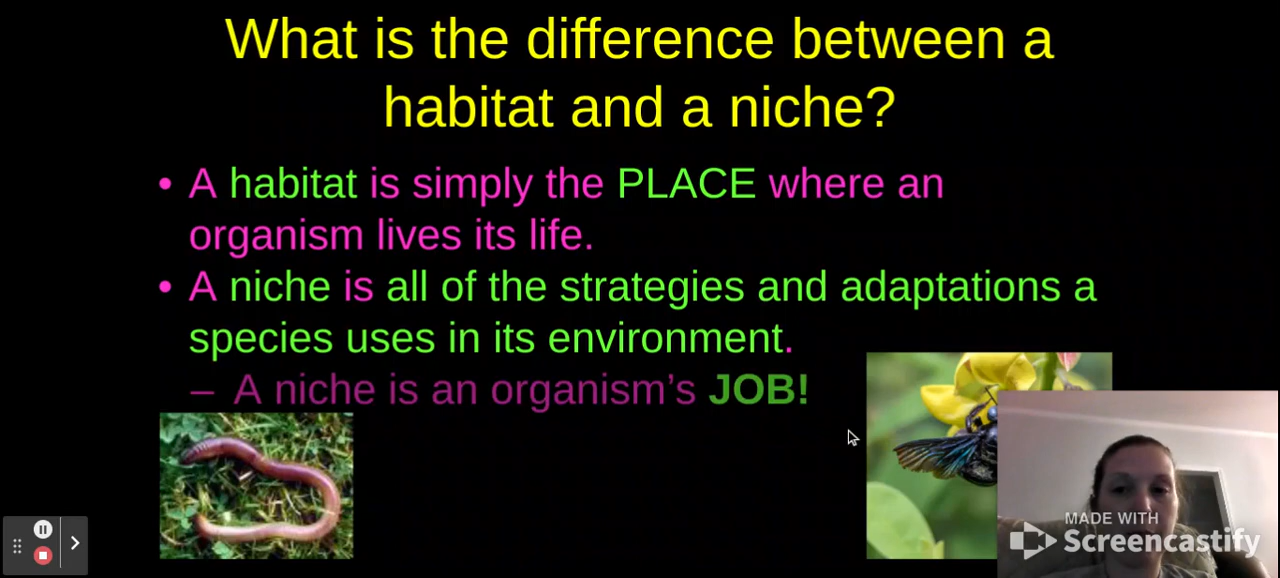 What is the difference between a
habitat and a niche?
• A habitat is simply the PLACE where an
organism lives its life.
• A niche is all of the strategies and adaptations a
species uses in its environment.
– A niche is an organism’s JOB!
MADE WITH
Screencastify